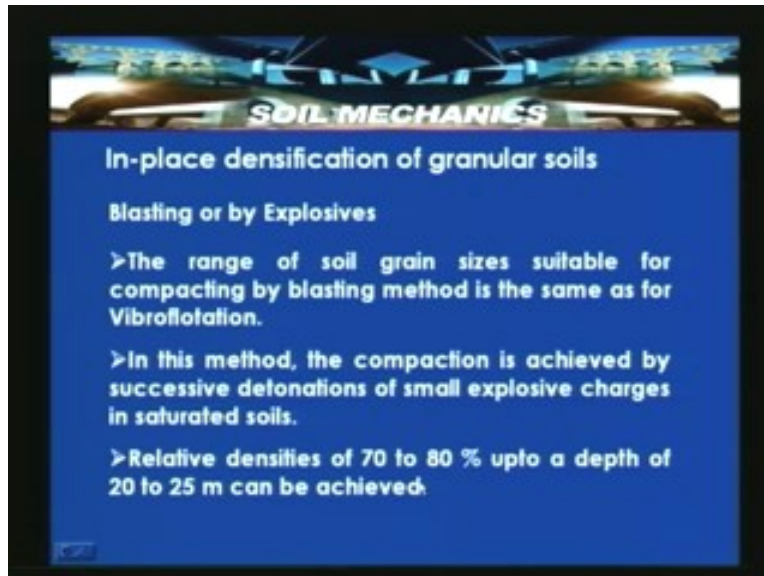 SOIL MECHANICS
In-place densification of granular soils
Blasting or by Explosives
➢The range of soil grain sizes suitable for
compacting by blasting method is the same as for
Vibroflotation.
➢In this method, the compaction is achieved by
successive detonations of small explosive charges
in saturated soils.
➢Relative densities of 70 to 80 % upto a depth of
20 to 25 m can be achieved.